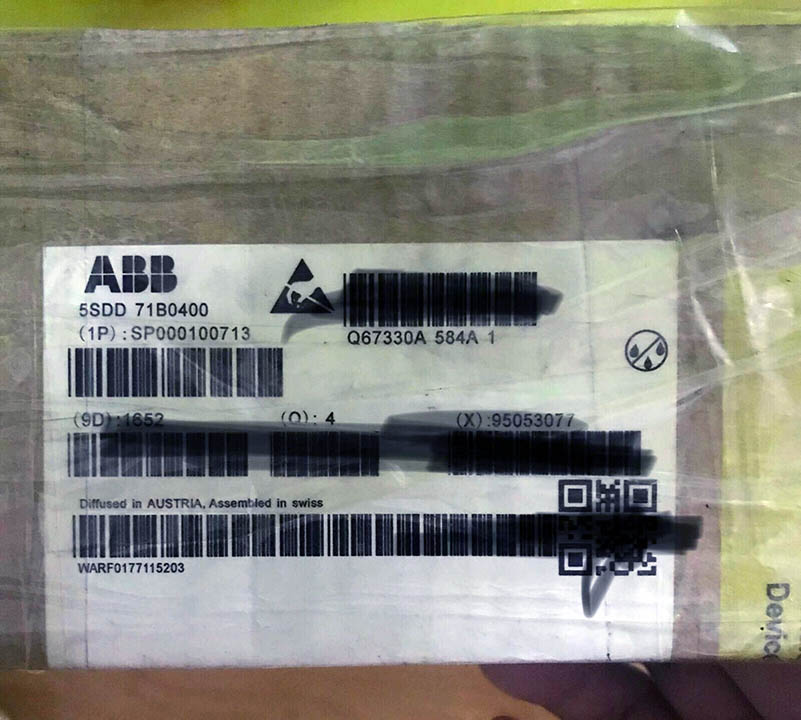 ABB
5SDD 71B0400
(1P) :SP000100713
Q67330A 584A 1
(9D):1652
(Q): 4
(X):95053077
Diffused in AUSTRIA, Assembled in swiss
WARF0177115203